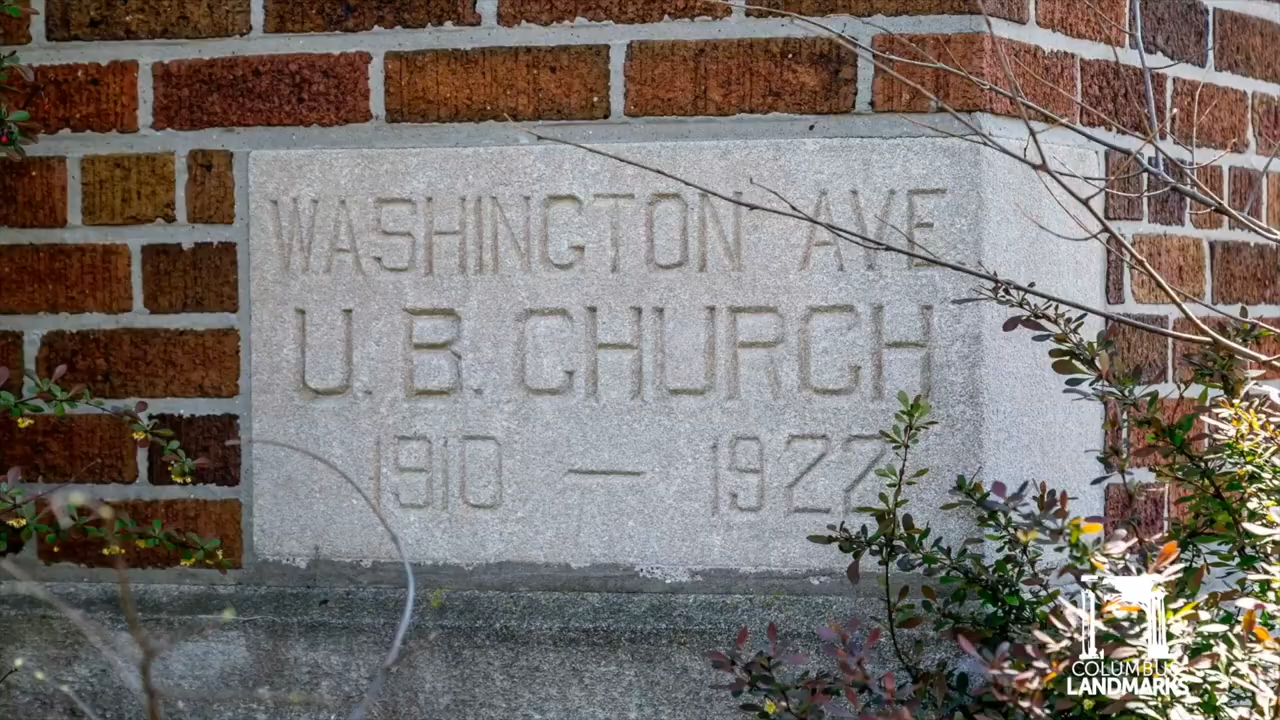 WASHINGTON AVE.
U. B. CHURCH
1910 — 1927
COLUMBUS
LANDMARKS